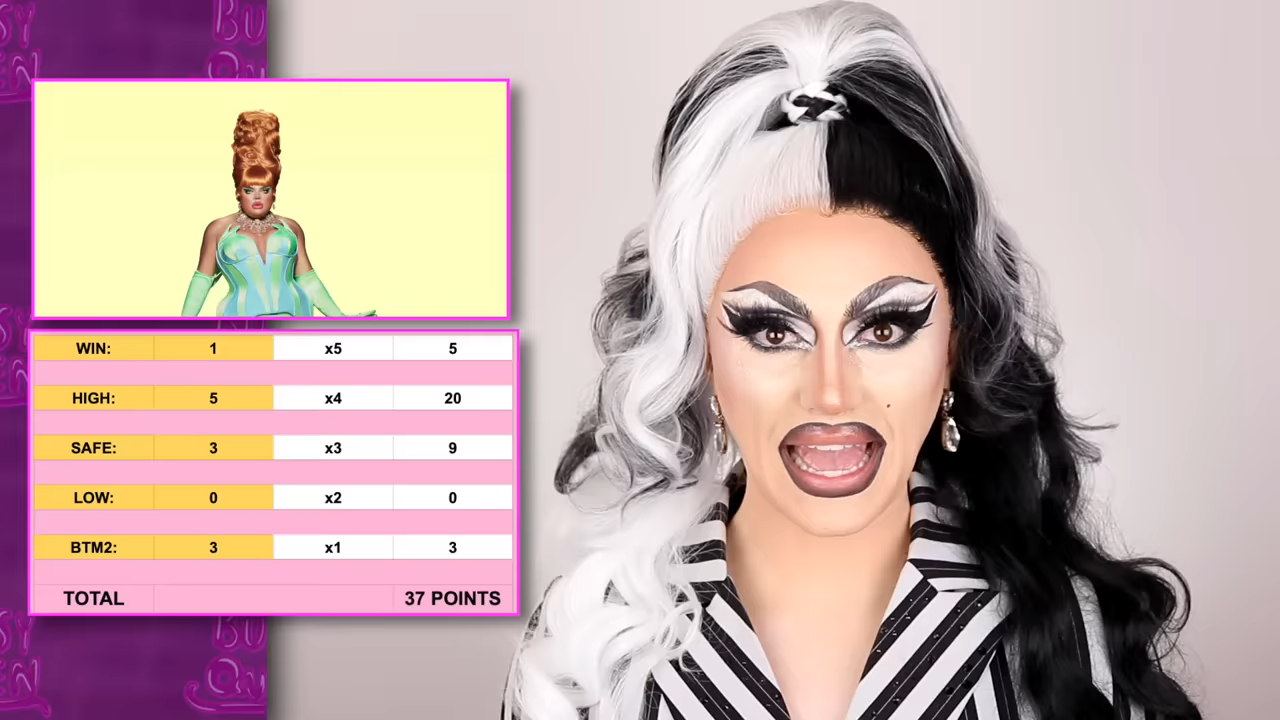 WIN: 1 x5 5
HIGH: 5 x4 20
SAFE: 3 x3 9
LOW: 0 x2 0
BTM2: 3 x1 3
TOTAL 37 POINTS